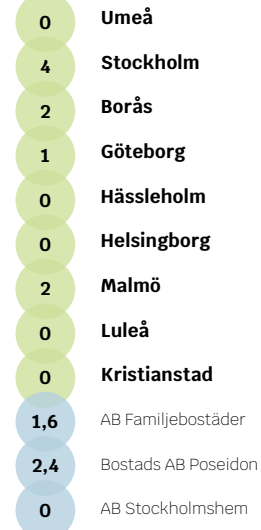 0 Umeå
4 Stockholm
2 Borås
1 Göteborg
0 Hässleholm
0 Helsingborg
2 Malmö
0 Luleå
0 Kristianstad
1,6 AB Familjebostäder
2,4 Bostads AB Poseidon
0 AB Stockholmshem